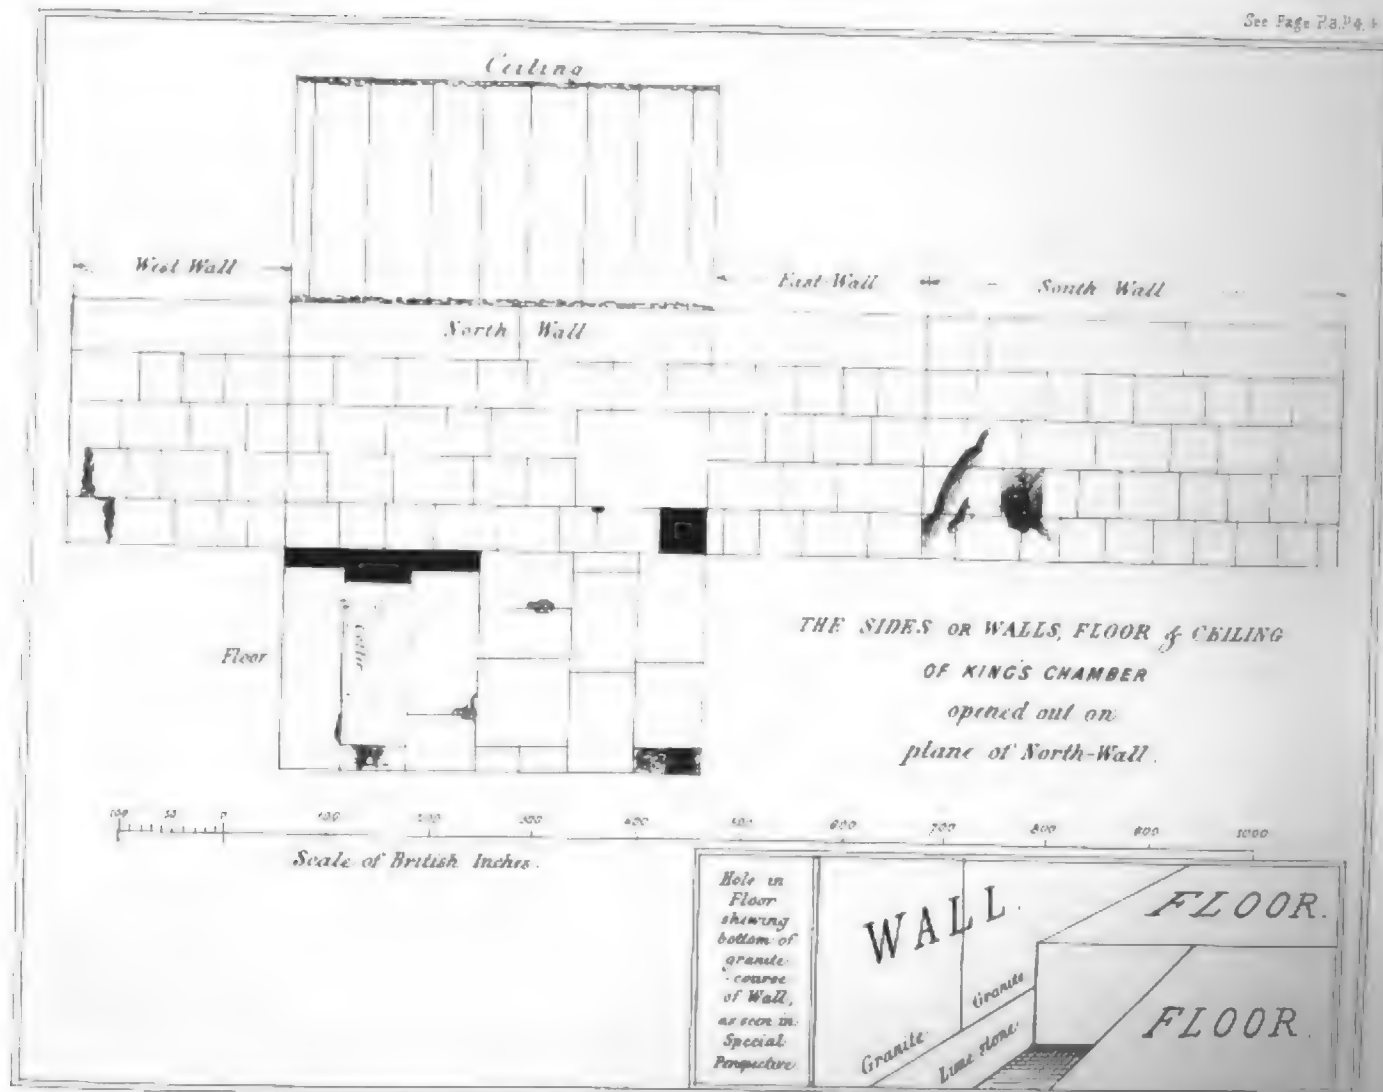 See Page
Ceiling
West Wall
North Wall
East-Wall
South Wall
Floor
Coffer
THE SIDES OR WALLS, FLOOR & CEILING
OF KING'S CHAMBER
opened out on
plane of North-Wall.
100 50 0 100 200 300 400 500 600 700 800 900 1000
Scale of British Inches.
Hole in
Floor
shewing
bottom of
granite
course
of Wall,
as seen in
Special
Perspective
WALL.
FLOOR.
Granite
Granite
Lime stone
FLOOR